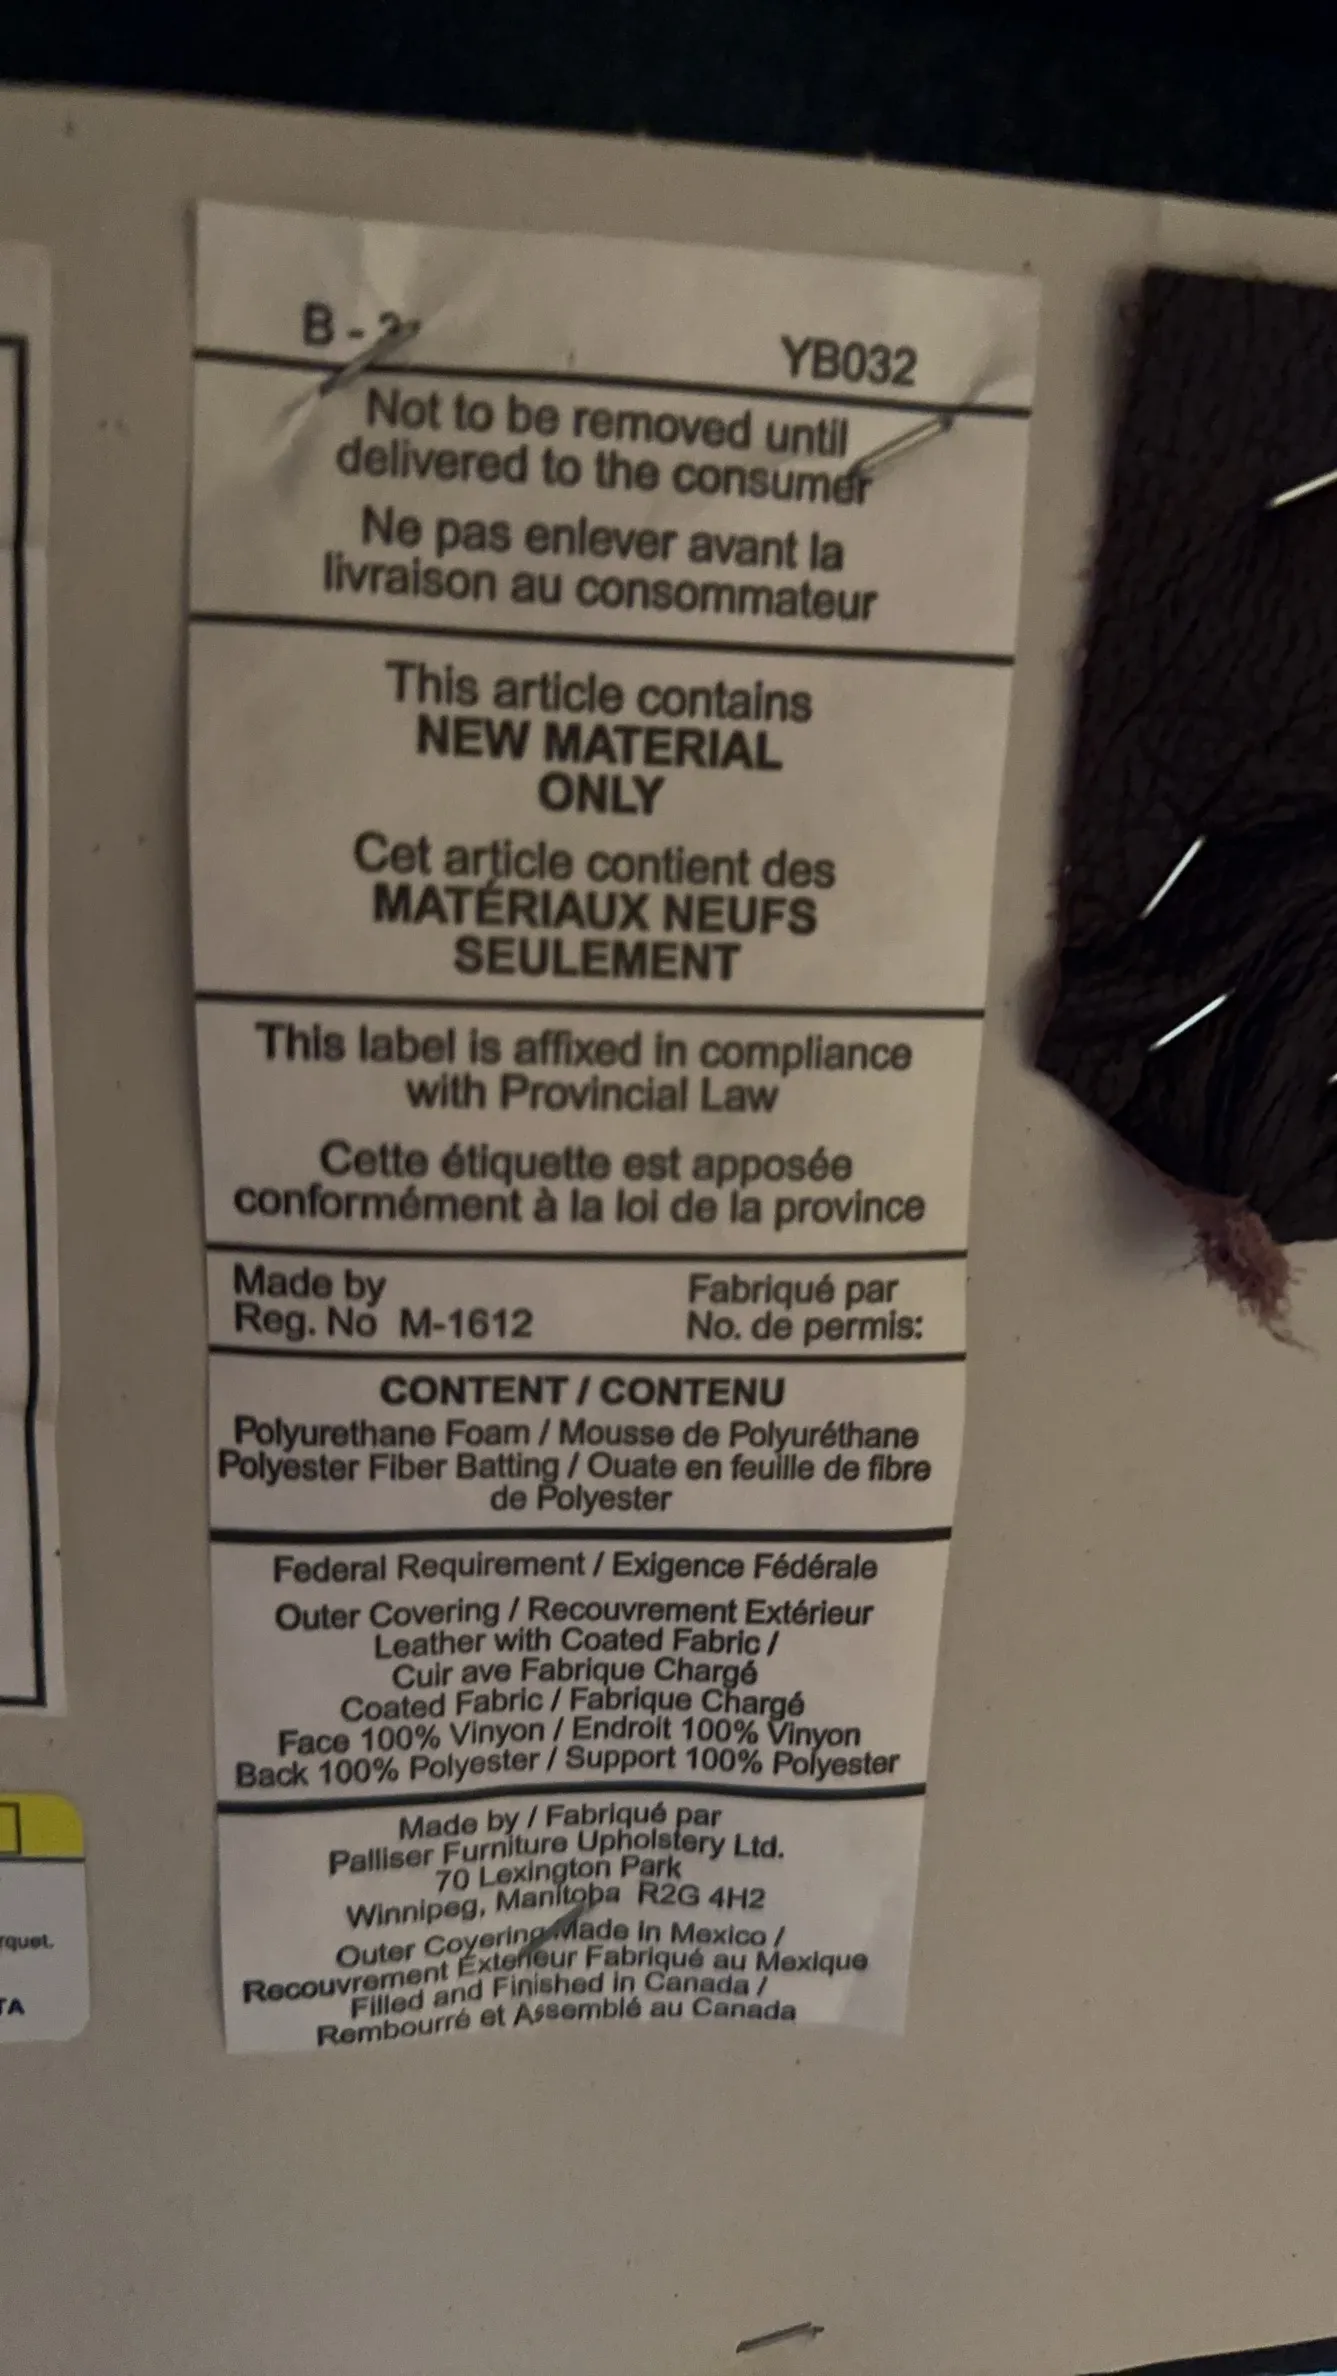 B - 2
YB032
Not to be removed until
delivered to the consumer
Ne pas enlever avant la
livraison au consommateur
This article contains
NEW MATERIAL
ONLY
Cet article contient des
MATÉRIAUX NEUFS
SEULEMENT
This label is affixed in compliance
with Provincial Law
Cette étiquette est apposée
conformément à la loi de la province
Made by
Reg. No M-1612
Fabriqué par
No. de permis:
CONTENT / CONTENU
Polyurethane Foam / Mousse de Polyuréthane
Polyester Fiber Batting / Ouate en feuille de fibre
de Polyester
Federal Requirement / Exigence Fédérale
Outer Covering / Recouvrement Extérieur
Leather with Coated Fabric /
Cuir ave Fabrique Chargé
Coated Fabric / Fabrique Chargé
Face 100% Vinyon / Endroit 100% Vinyon
Back 100% Polyester / Support 100% Polyester
Made by / Fabriqué par
Palliser Furniture Upholstery Ltd.
70 Lexington Park
Winnipeg, Manitoba R2G 4H2
Outer Covering Made in Mexico /
Recouvrement Exterieur Fabriqué au Mexique
Filled and Finished in Canada /
Rembourré et Assemblé au Canada